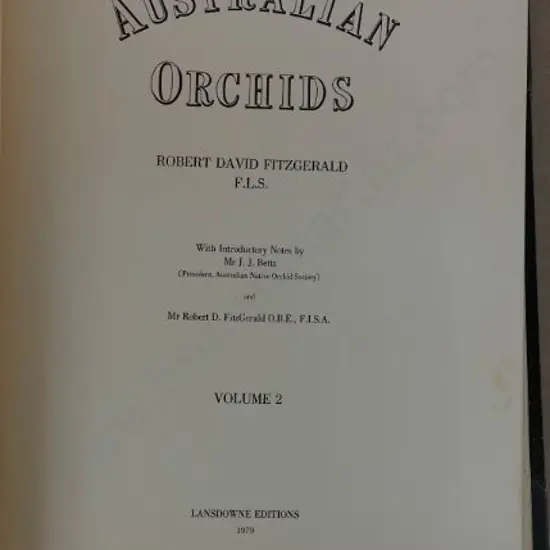 AUSTRALIAN
ORCHIDS
ROBERT DAVID FITZGERALD
F.L.S.
With Introductory Notes by
Mr J. J. Betts
(President, Australian Native Orchid Society)
and
Mr Robert D. FitzGerald O.B.E., F.I.S.A.
VOLUME 2
LANSDOWNE EDITIONS
1979